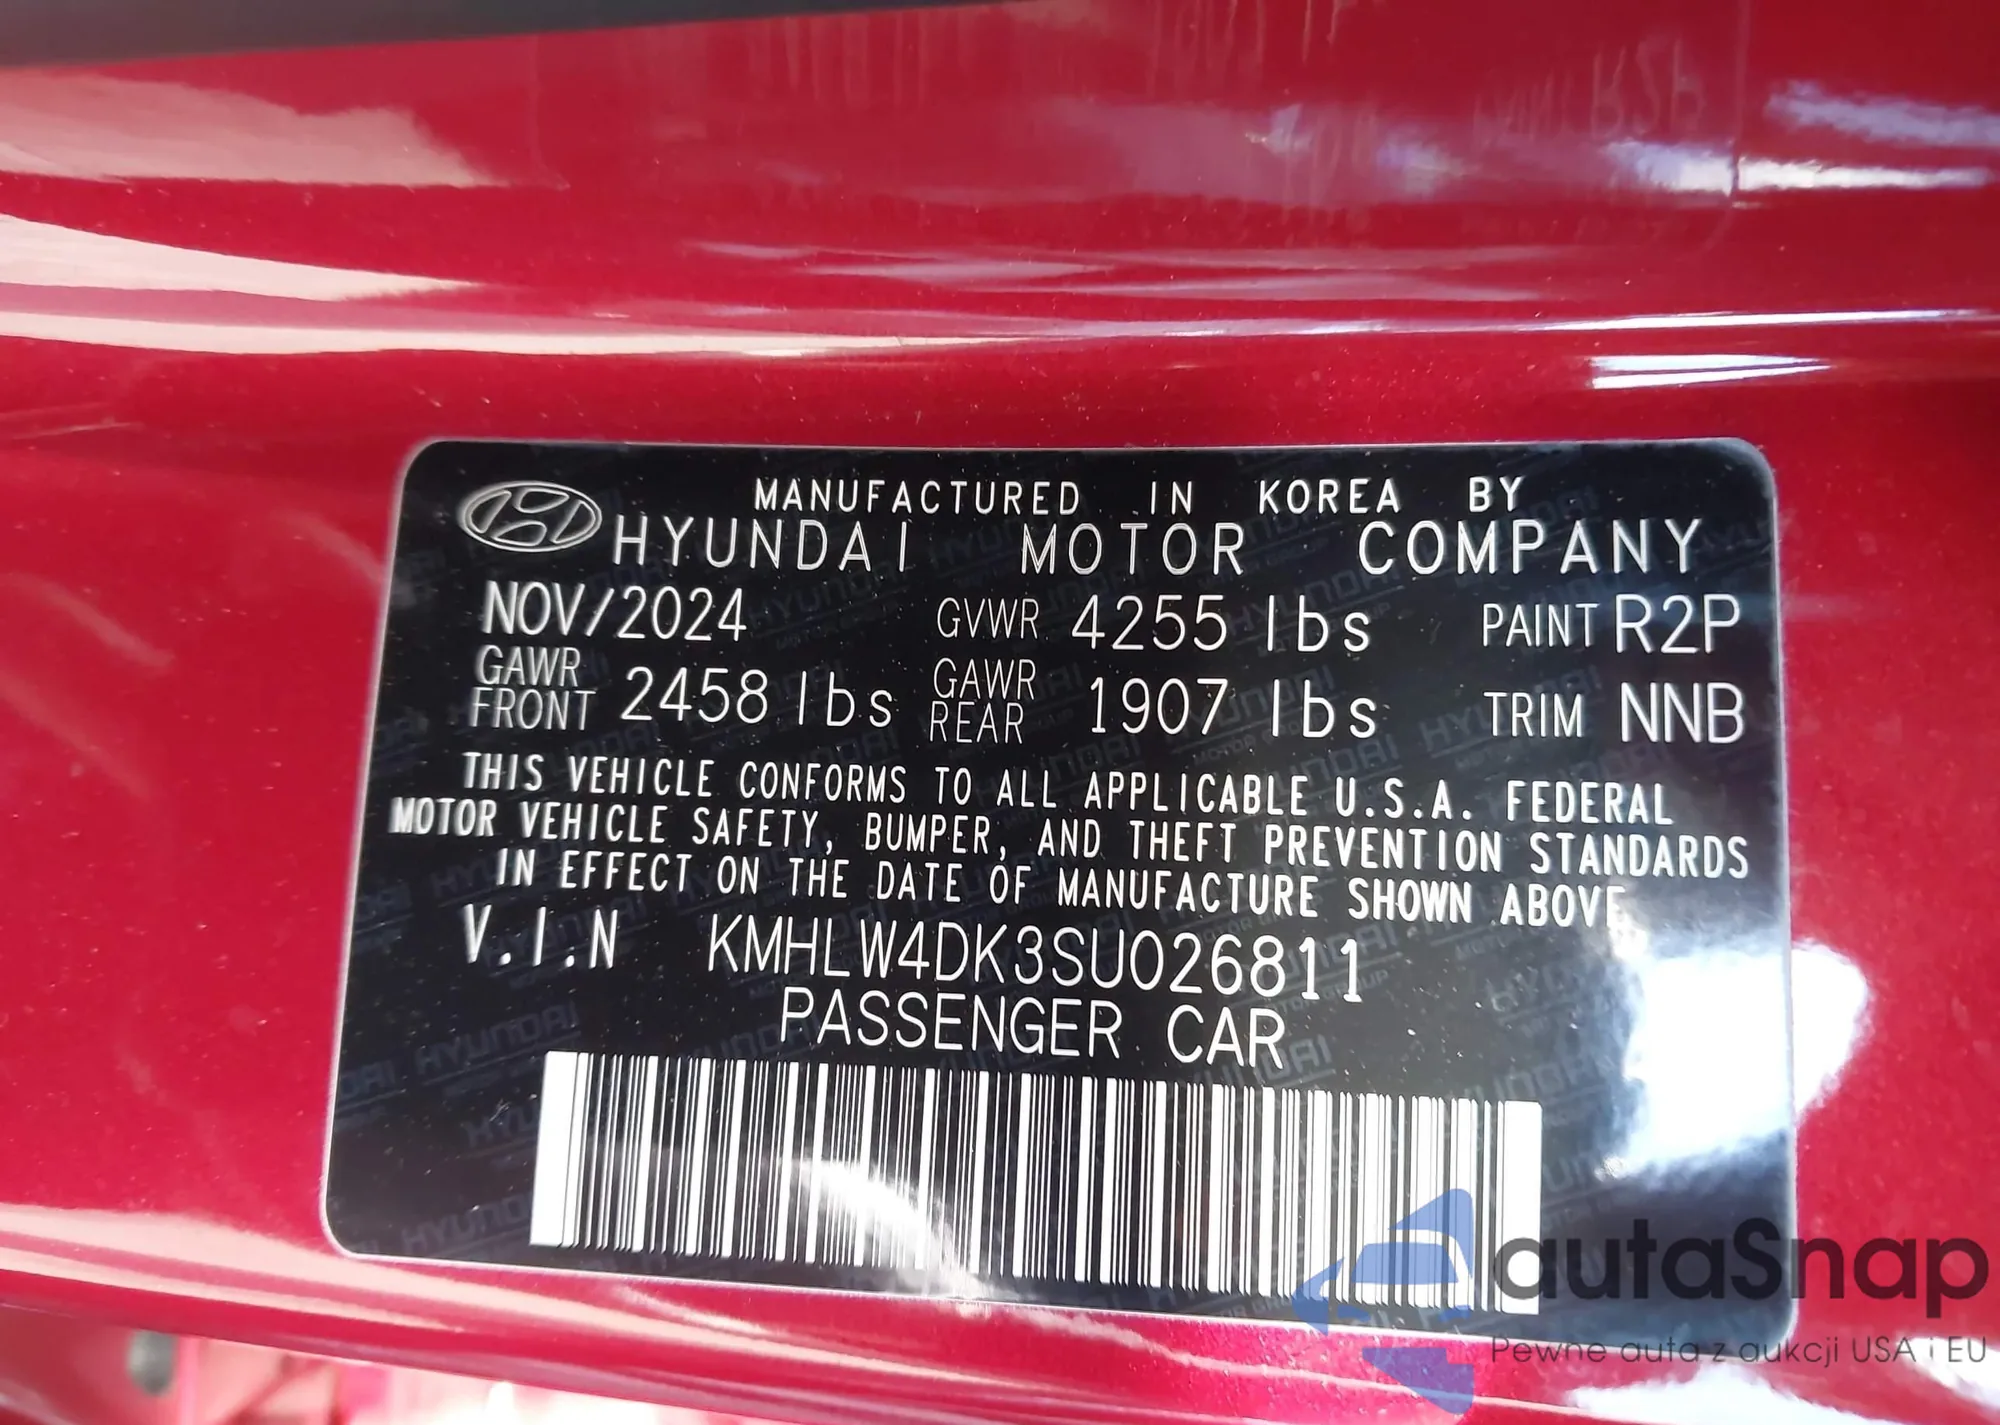 MANUFACTURED IN KOREA BY
HYUNDAI MOTOR COMPANY
NOV/2024 GVWR 4255 lbs PAINT R2P
GAWR FRONT 2458 lbs GAWR REAR 1907 lbs TRIM NNB
THIS VEHICLE CONFORMS TO ALL APPLICABLE U.S.A. FEDERAL
MOTOR VEHICLE SAFETY, BUMPER, AND THEFT PREVENTION STANDARDS
IN EFFECT ON THE DATE OF MANUFACTURE SHOWN ABOVE
V.I.N KMHLW4DK3SU026811
PASSENGER CAR
autaSnap
Pewne auta z aukcji USA i EU